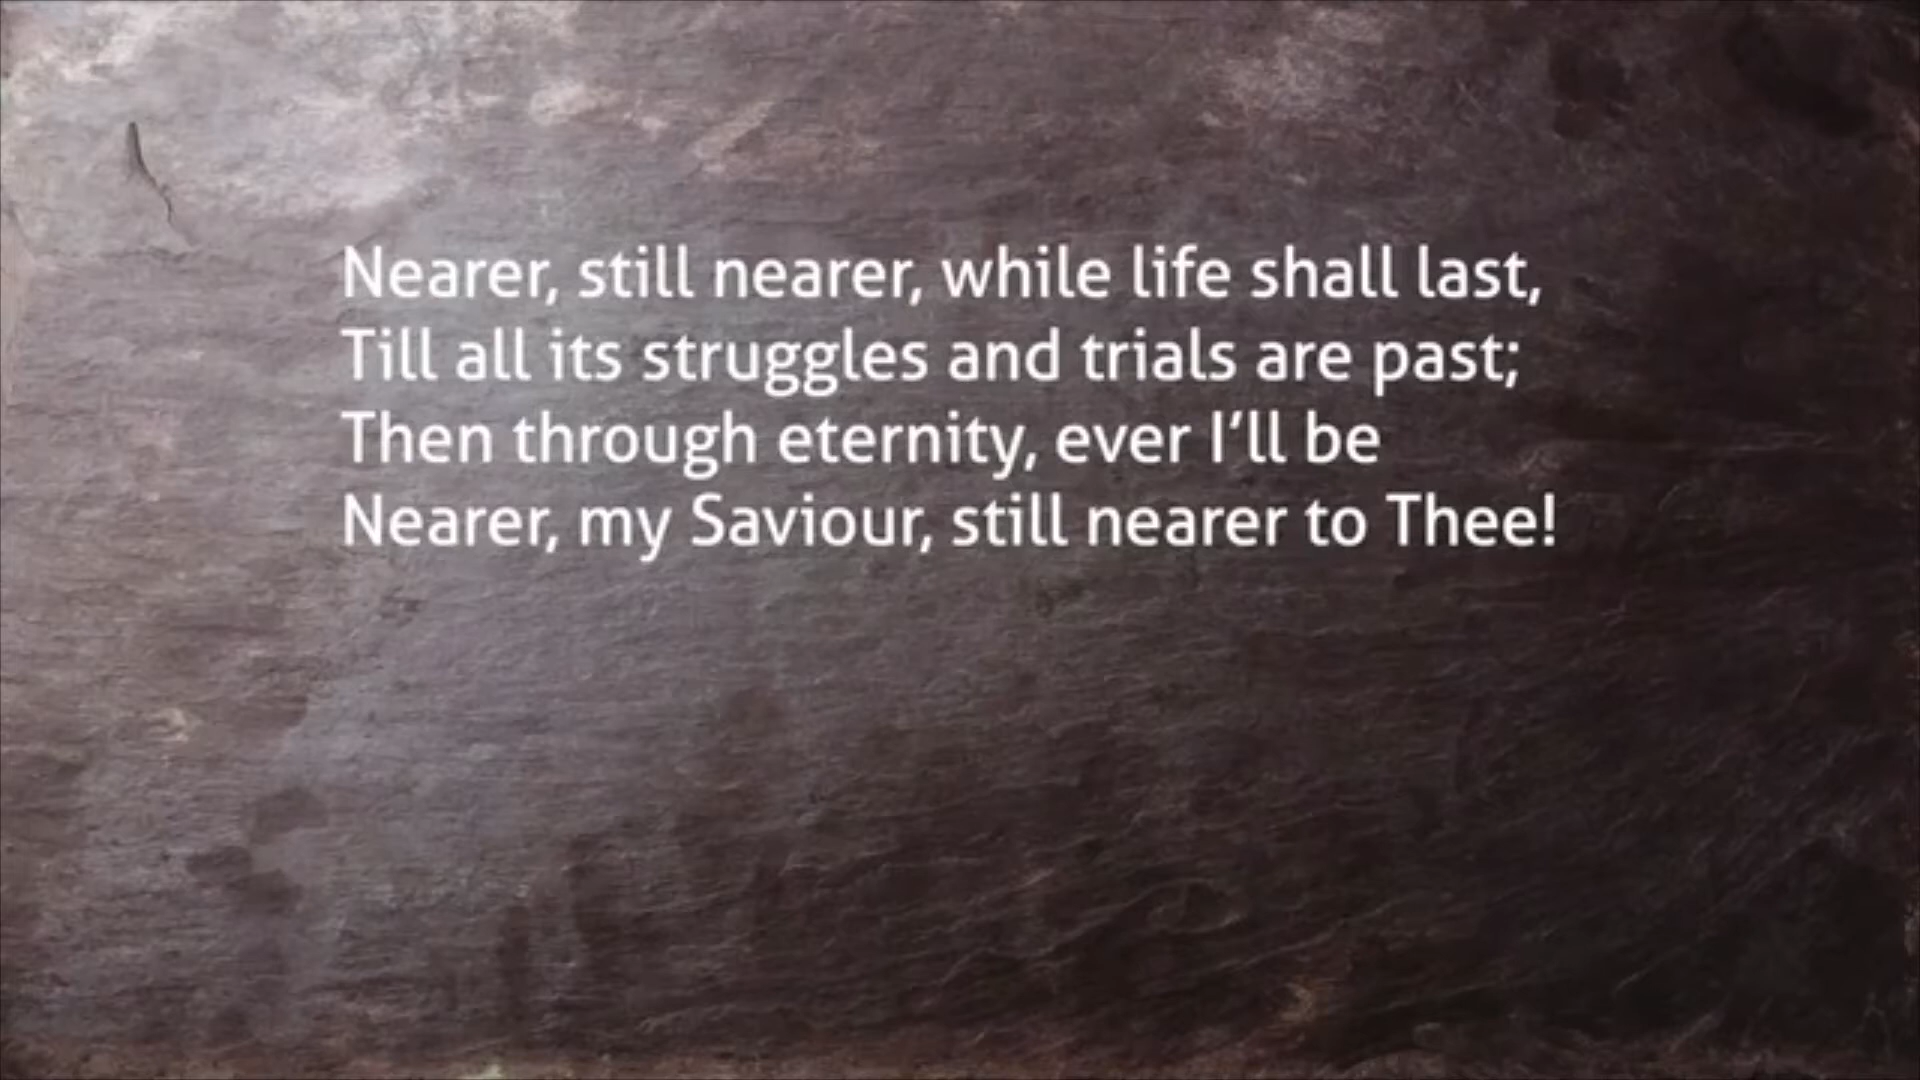 Nearer, still nearer, while life shall last,
Till all its struggles and trials are past;
Then through eternity, ever I’ll be
Nearer, my Saviour, still nearer to Thee!